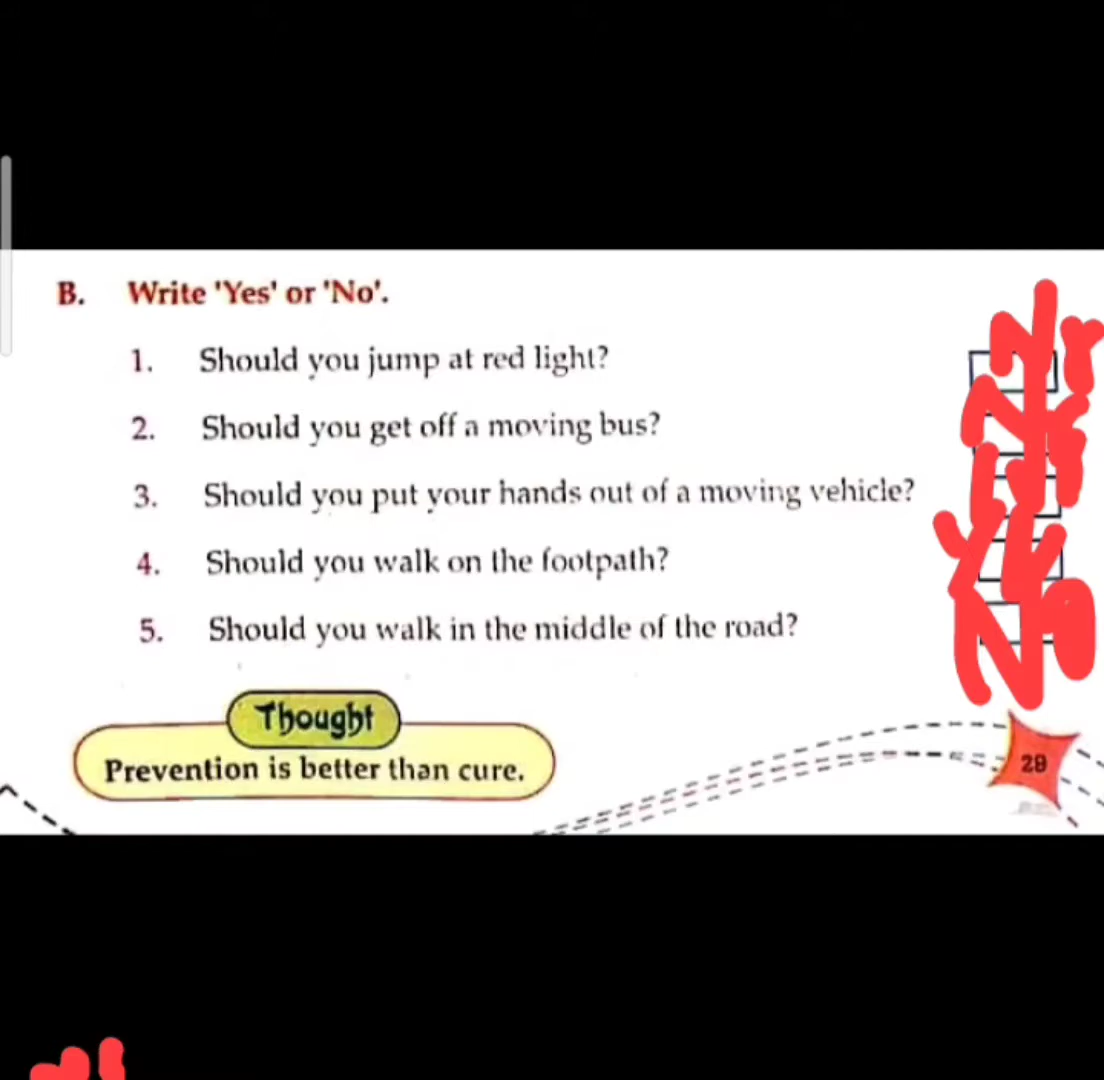 B. Write 'Yes' or 'No'.
1. Should you jump at red light?
2. Should you get off a moving bus?
3. Should you put your hands out of a moving vehicle?
4. Should you walk on the footpath?
5. Should you walk in the middle of the road?
No
Thought
Prevention is better than cure.
29